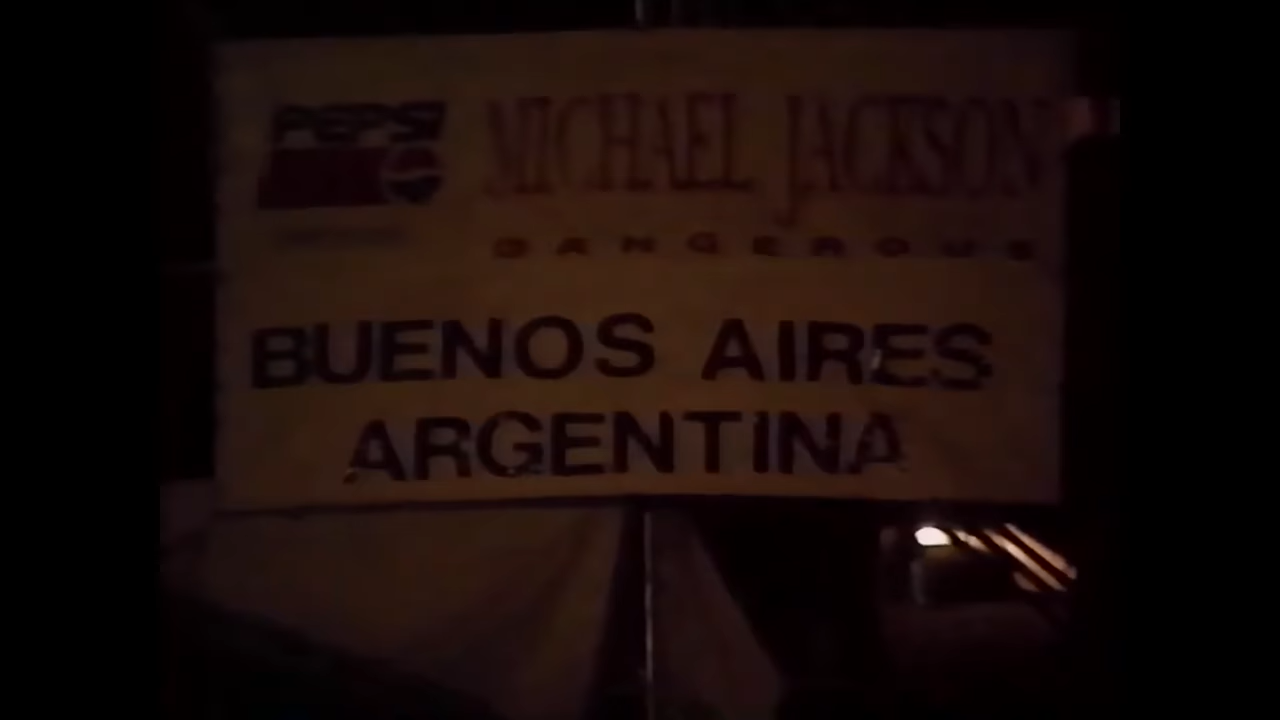 PEPSI
MICHAEL JACKSON
DANGEROUS
BUENOS AIRES
ARGENTINA